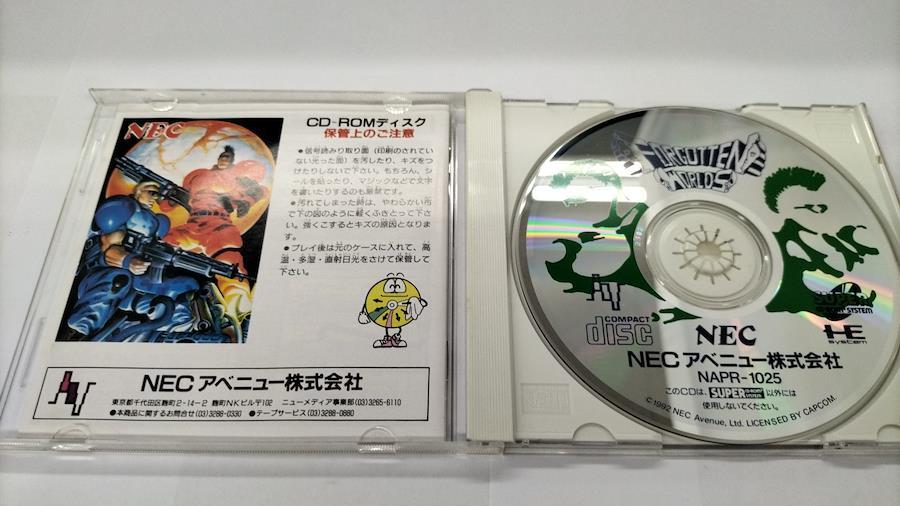 NEC
CD-ROMディスク
保管上のご注意
●信号読みり取り面（印刷のされてい
ない光った面）を汚したり、キズをつ
けたりしないで下さい。もちろん、シ
ールを貼ったり、マジックなどで文字
を書いたりするのも厳禁です。
●汚れてしまった時は、やわらかい布
で下の図のように軽くふきとって下さ
い。強くこするとキズの原因となりま
す。
●プレイ後は元のケースに入れて、高
温・多湿・直射日光をさけて保管して
下さい。
NECアベニュー株式会社
東京都千代田区麹町2-14-2 麹町NKビル〒102 ニューメディア事業部(03)3265-6110
●本商品に関するお問合せ(03)3288-0330 ●テープサービス(03)3288-0880
FORGOTTEN
WORLDS
COMPACT
disc
NEC
SUPER
CD-ROM SYSTEM
HE
system
NECアベニュー株式会社
NAPR-1025
このCDは、SUPER CD-ROM SYSTEM 以外には
使用しないでください。
©1992 NEC Avenue, Ltd. LICENSED BY CAPCOM.